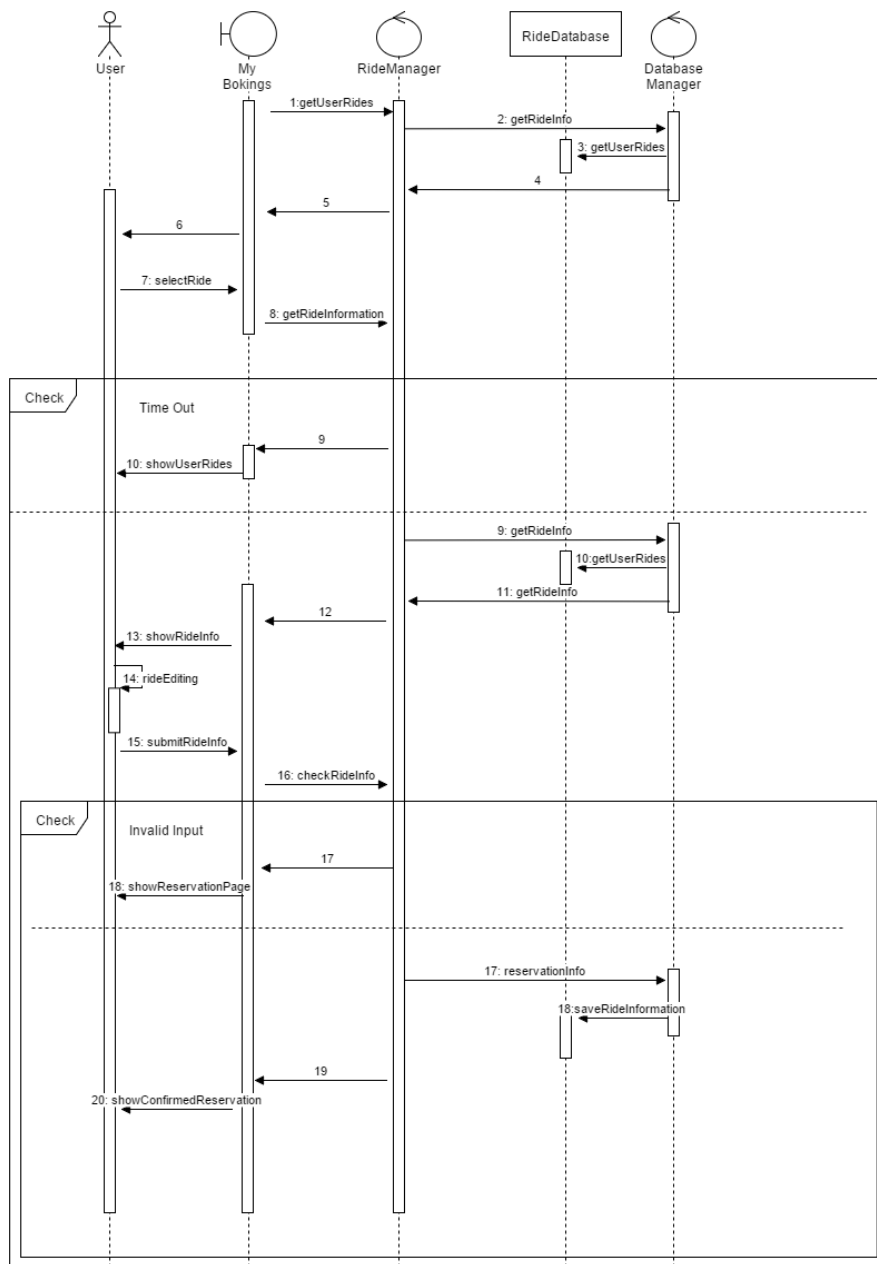 User
My
Bokings
RideManager
RideDatabase
Database
Manager
1:getUserRides
2: getRideInfo
3: getUserRides
4
5
6
7: selectRide
8: getRideInformation
Check
Time Out
9
10: showUserRides
9: getRideInfo
10:getUserRides
11: getRideInfo
12
13: showRideInfo
14: rideEditing
15: submitRideInfo
16: checkRideInfo
Check
Invalid Input
17
18: showReservationPage
17: reservationInfo
18:saveRideInformation
19
20: showConfirmedReservation